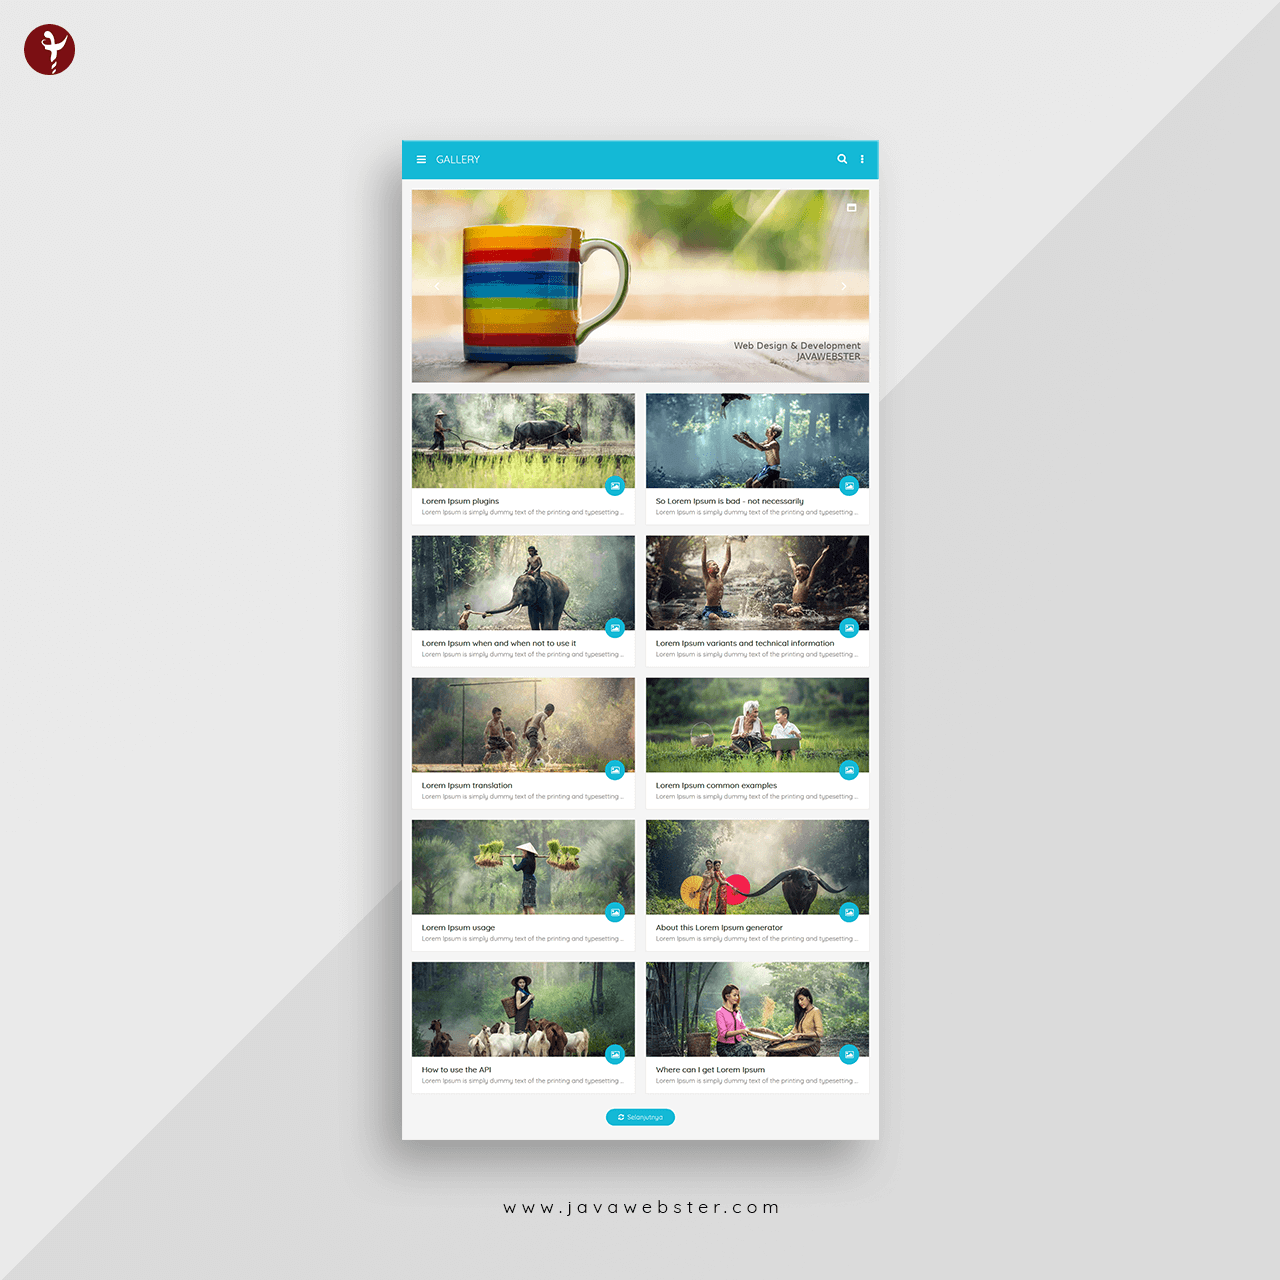 GALLERY
Web Design & Development
JAVAWEBSTER
Lorem Ipsum plugins
Lorem Ipsum is simply dummy text of the printing and typesetting ...
So Lorem Ipsum is bad - not necessarily
Lorem Ipsum is simply dummy text of the printing and typesetting ...
Lorem Ipsum when and when not to use it
Lorem Ipsum is simply dummy text of the printing and typesetting ...
Lorem Ipsum variants and technical information
Lorem Ipsum is simply dummy text of the printing and typesetting ...
Lorem Ipsum translation
Lorem Ipsum is simply dummy text of the printing and typesetting ...
Lorem Ipsum common examples
Lorem Ipsum is simply dummy text of the printing and typesetting ...
Lorem Ipsum usage
Lorem Ipsum is simply dummy text of the printing and typesetting ...
About this Lorem Ipsum generator
Lorem Ipsum is simply dummy text of the printing and typesetting ...
How to use the API
Lorem Ipsum is simply dummy text of the printing and typesetting ...
Where can I get Lorem Ipsum
Lorem Ipsum is simply dummy text of the printing and typesetting ...
Selanjutnya
www.javawebster.com